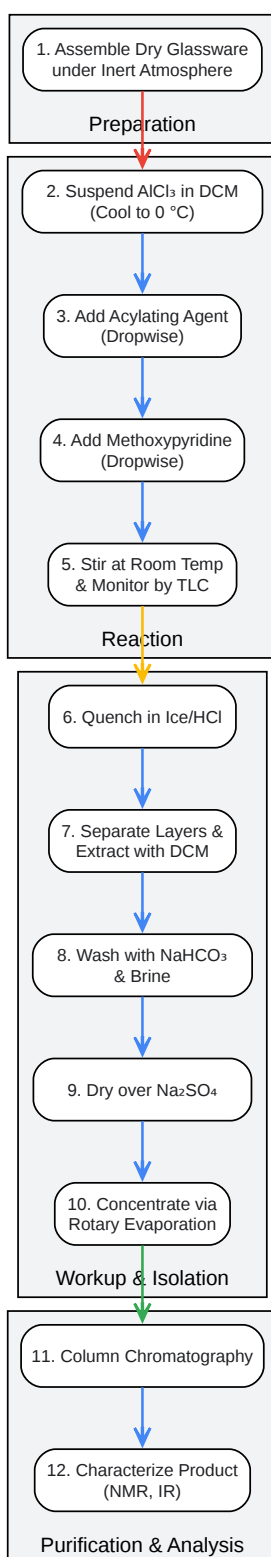 1. Assemble Dry Glassware
under Inert Atmosphere
Preparation
2. Suspend AlCl₃ in DCM
(Cool to 0 °C)
3. Add Acylating Agent
(Dropwise)
4. Add Methoxypyridine
(Dropwise)
5. Stir at Room Temp
& Monitor by TLC
Reaction
6. Quench in Ice/HCl
7. Separate Layers &
Extract with DCM
8. Wash with NaHCO₃
& Brine
9. Dry over Na₂SO₄
10. Concentrate via
Rotary Evaporation
Workup & Isolation
11. Column Chromatography
12. Characterize Product
(NMR, IR)
Purification & Analysis